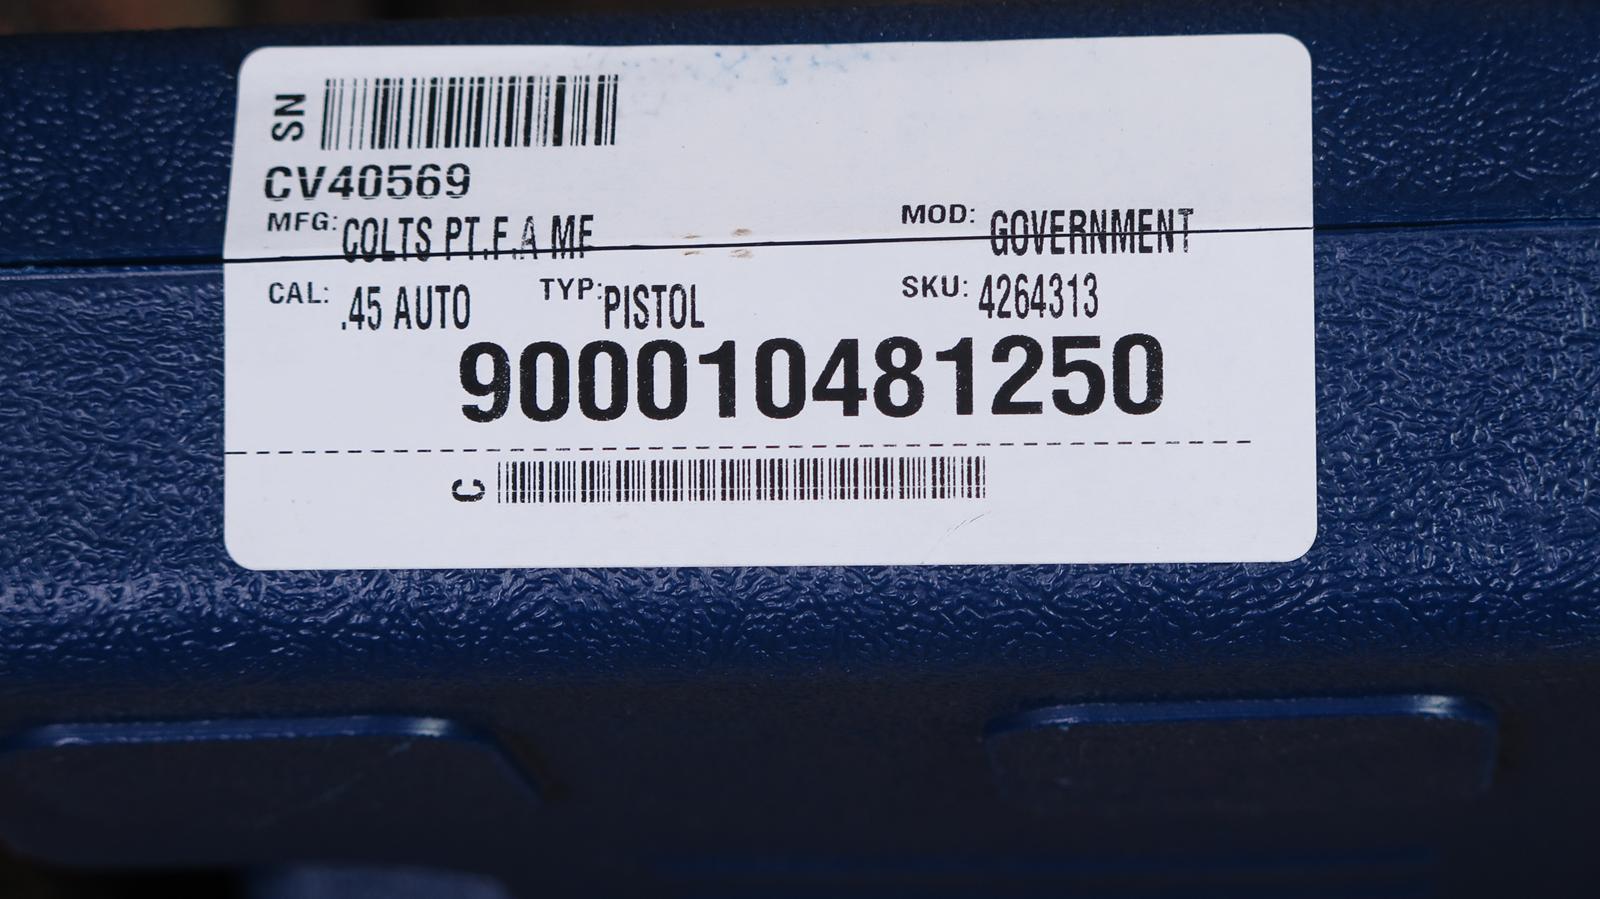 SN
CV40569
MFG: COLTS PT.F.A MF MOD: GOVERNMENT
CAL: .45 AUTO TYP: PISTOL SKU: 4264313
900010481250
C